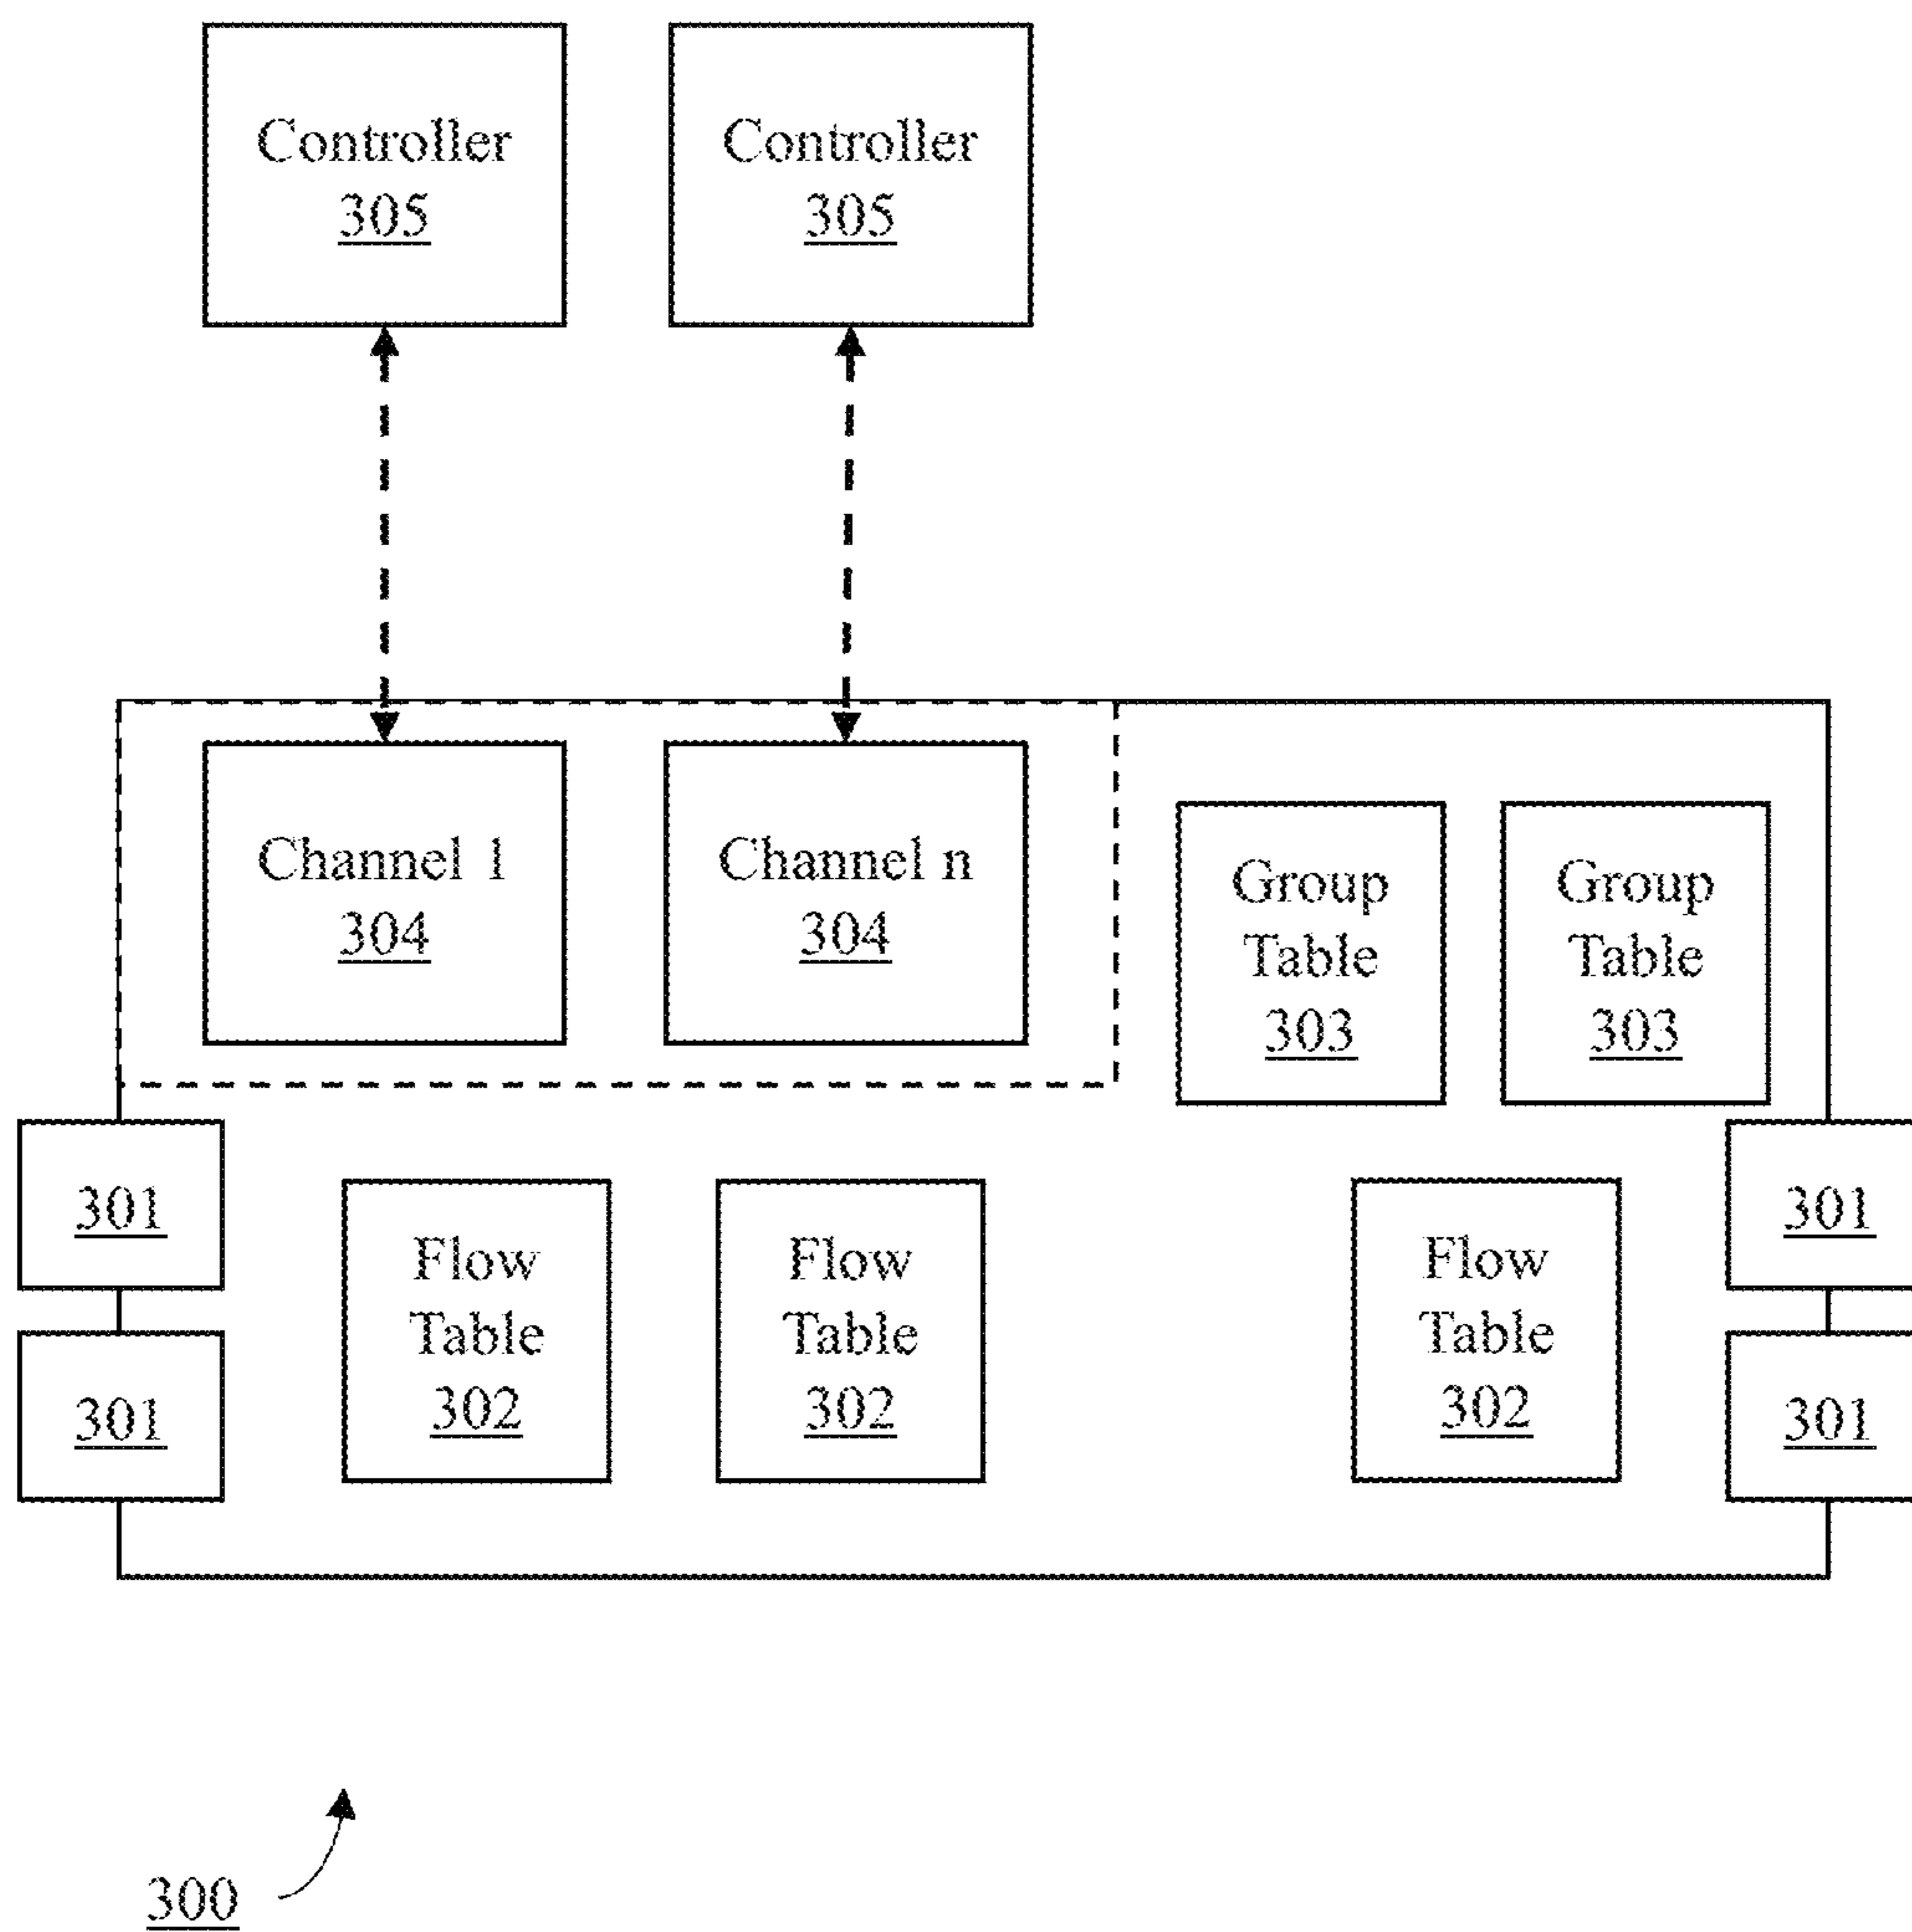 Controller
305
Controller
305
Channel 1
304
Channel n
304
Group
Table
303
Group
Table
303
301
301
Flow
Table
302
Flow
Table
302
Flow
Table
302
301
301
300